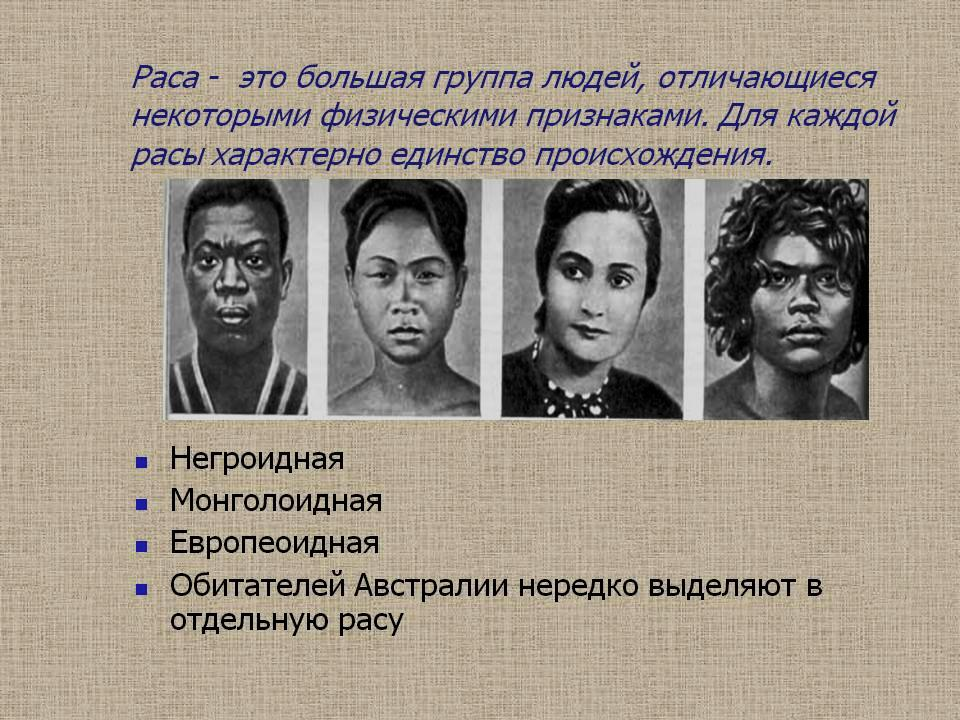 Раса -  это большая группа людей, отличающиеся
некоторыми физическими признаками. Для каждой
расы характерно единство происхождения.
Негроидная
Монголоидная
Европеоидная
Обитателей Австралии нередко выделяют в
отдельную расу